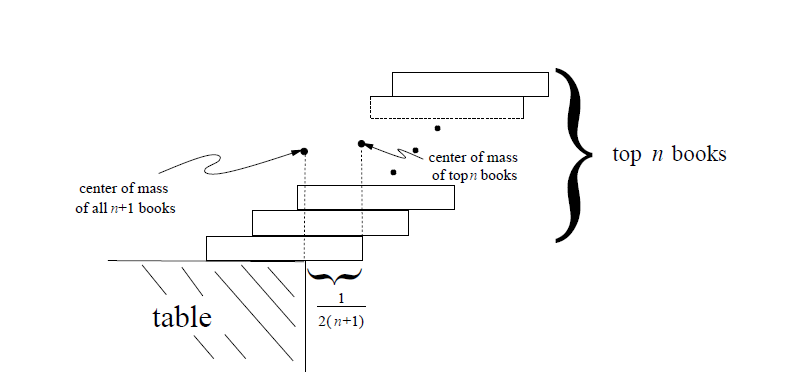 top n books
center of mass
of top n books
center of mass
of all n+1 books
1
2(n+1)
table